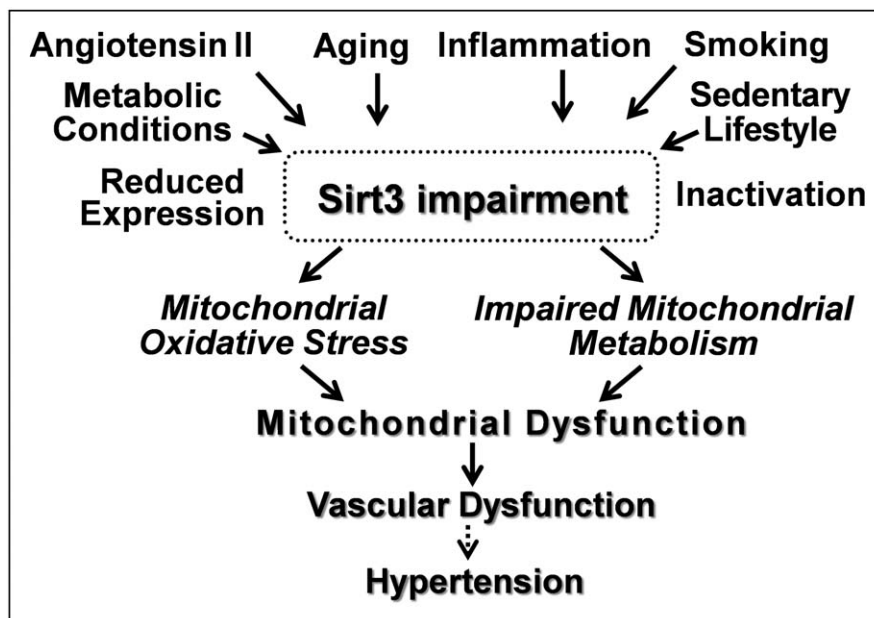 Angiotensin II
Aging
Inflammation
Smoking
Metabolic
Conditions
Sedentary
Lifestyle
Reduced
Expression
Sirt3 impairment
Inactivation
Mitochondrial
Oxidative Stress
Impaired Mitochondrial
Metabolism
Mitochondrial Dysfunction
Vascular Dysfunction
Hypertension